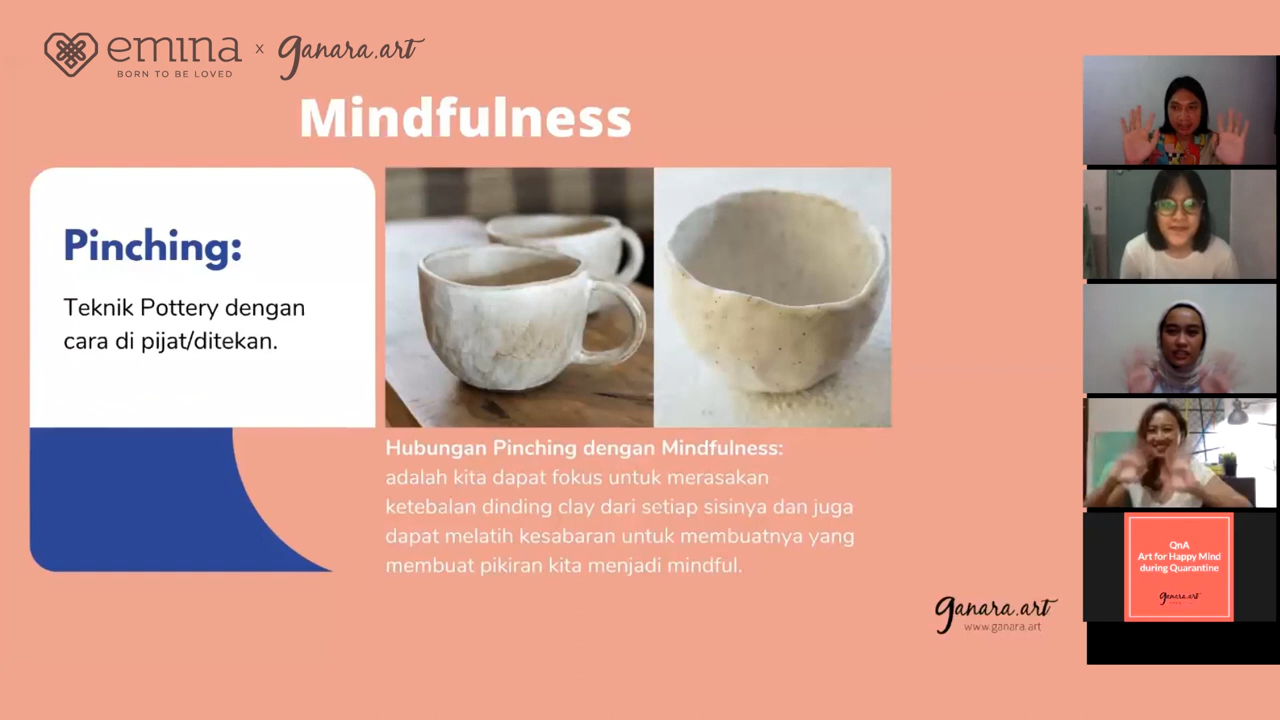 emina x ganara.art
BORN TO BE LOVED
Mindfulness
Pinching:
Teknik Pottery dengan
cara di pijat/ditekan.
Hubungan Pinching dengan Mindfulness:
adalah kita dapat fokus untuk merasakan
ketebalan dinding clay dari setiap sisinya dan juga
dapat melatih kesabaran untuk membuatnya yang
membuat pikiran kita menjadi mindful.
ganara.art
www.ganara.art
QnA
Art for Happy Mind
during Quarantine
ganara.art